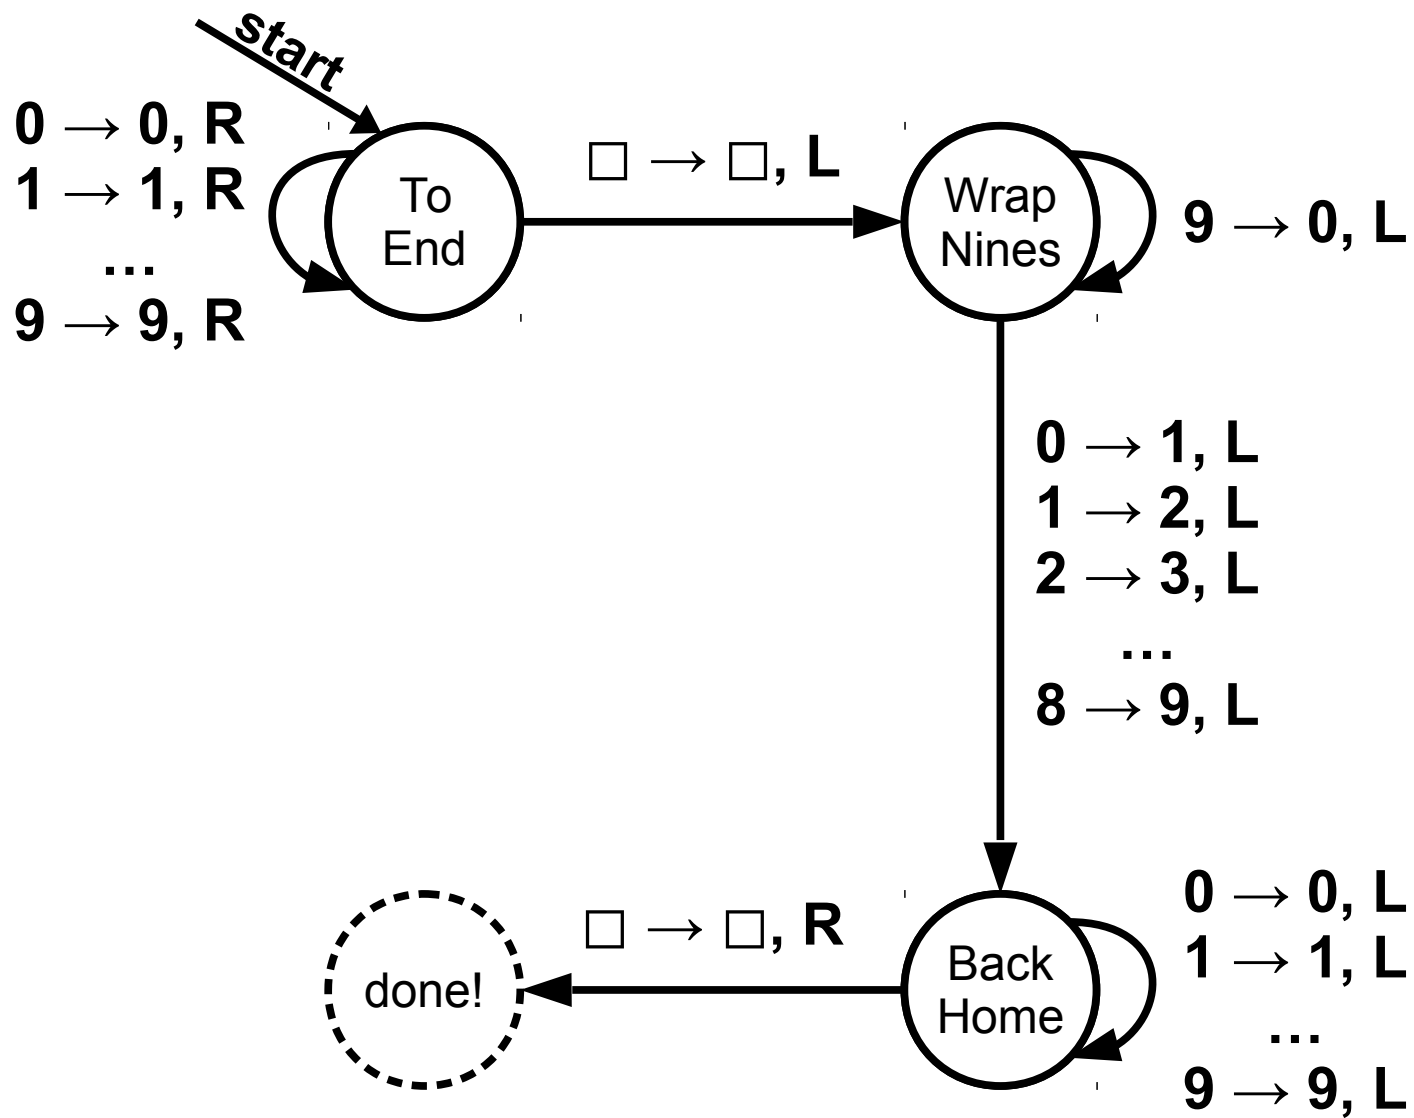 start
0 → 0, R
1 → 1, R
...
9 → 9, R
To
End
□ → □, L
Wrap
Nines
9 → 0, L
0 → 1, L
1 → 2, L
2 → 3, L
...
8 → 9, L
done!
□ → □, R
Back
Home
0 → 0, L
1 → 1, L
...
9 → 9, L